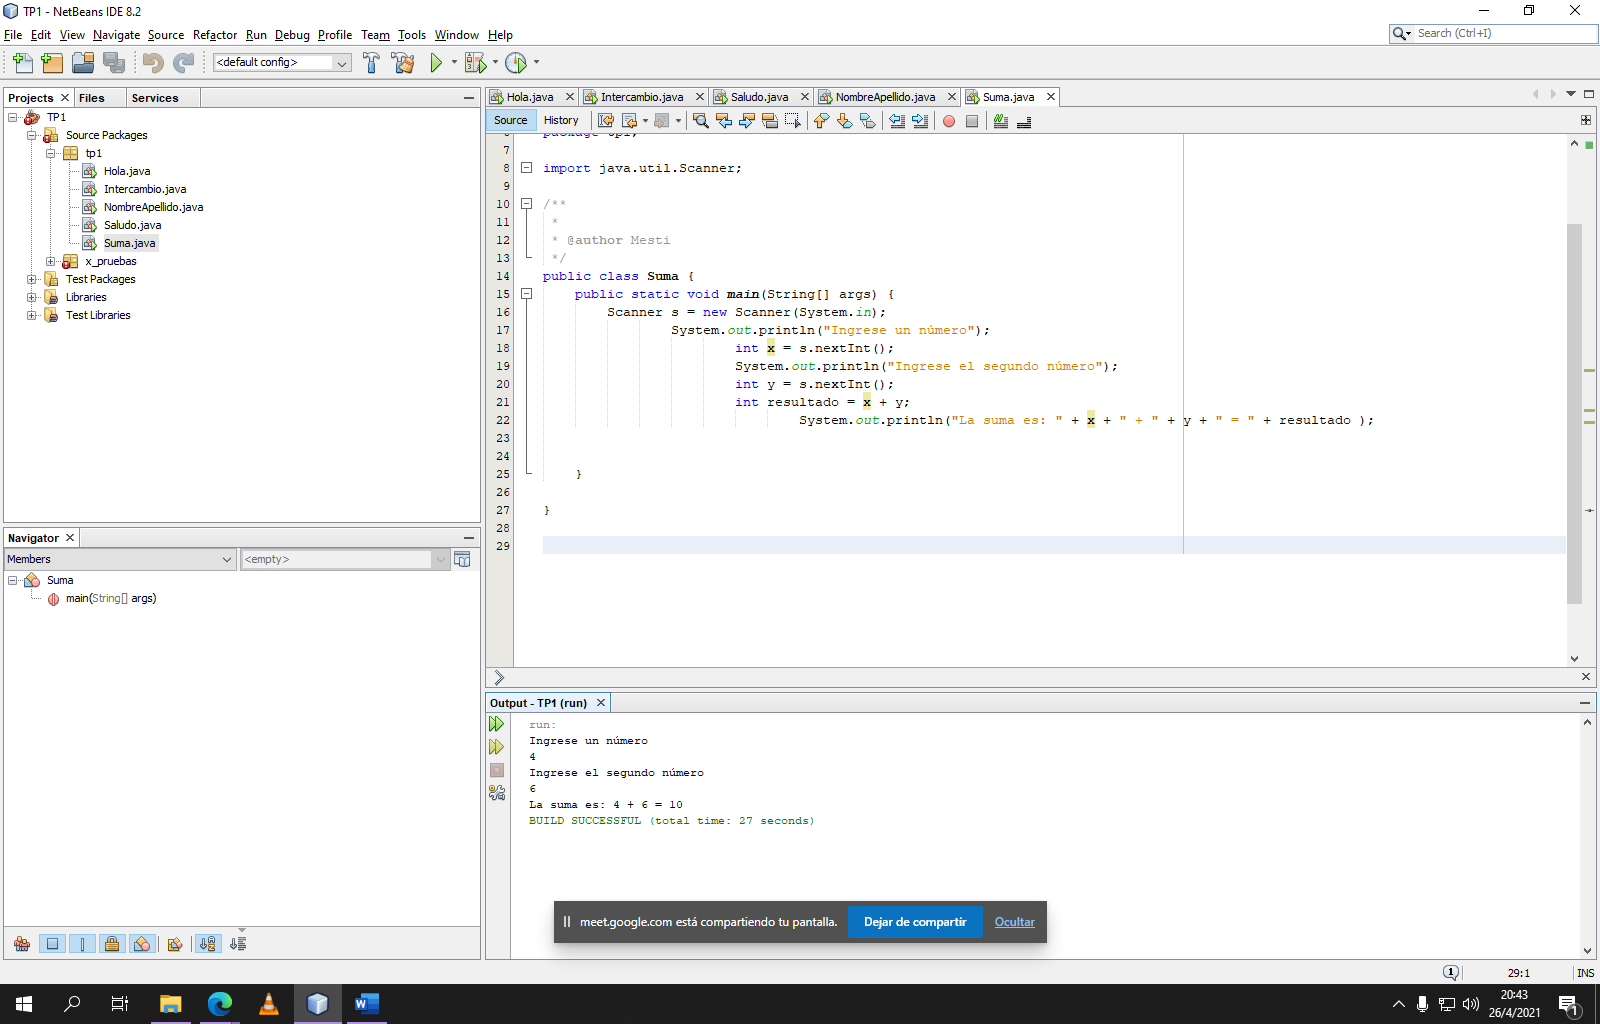 TP1 - NetBeans IDE 8.2
File Edit View Navigate Source Refactor Run Debug Profile Team Tools Window Help
Search (Ctrl+I)
<default config>
Projects Files Services
TP1
Source Packages
tp1
Hola.java
Intercambio.java
NombreApellido.java
Saludo.java
Suma.java
x_pruebas
Test Packages
Libraries
Test Libraries
Navigator
Members <empty>
Suma
main(String[] args)
Hola.java Intercambio.java Saludo.java NombreApellido.java Suma.java
Source History
7
8 import java.util.Scanner;
9
10 /**
11 *
12 * @author Mesti
13 */
14 public class Suma {
15 public static void main(String[] args) {
16 Scanner s = new Scanner(System.in);
17 System.out.println("Ingrese un número");
18 int x = s.nextInt();
19 System.out.println("Ingrese el segundo número");
20 int y = s.nextInt();
21 int resultado = x + y;
22 System.out.println("La suma es: " + x + " + " + y + " = " + resultado );
23
24
25 }
26
27 }
28
29
Output - TP1 (run)
run:
Ingrese un número
4
Ingrese el segundo número
6
La suma es: 4 + 6 = 10
BUILD SUCCESSFUL (total time: 27 seconds)
meet.google.com está compartiendo tu pantalla. Dejar de compartir Ocultar
1 29:1 INS
20:43
26/4/2021
1